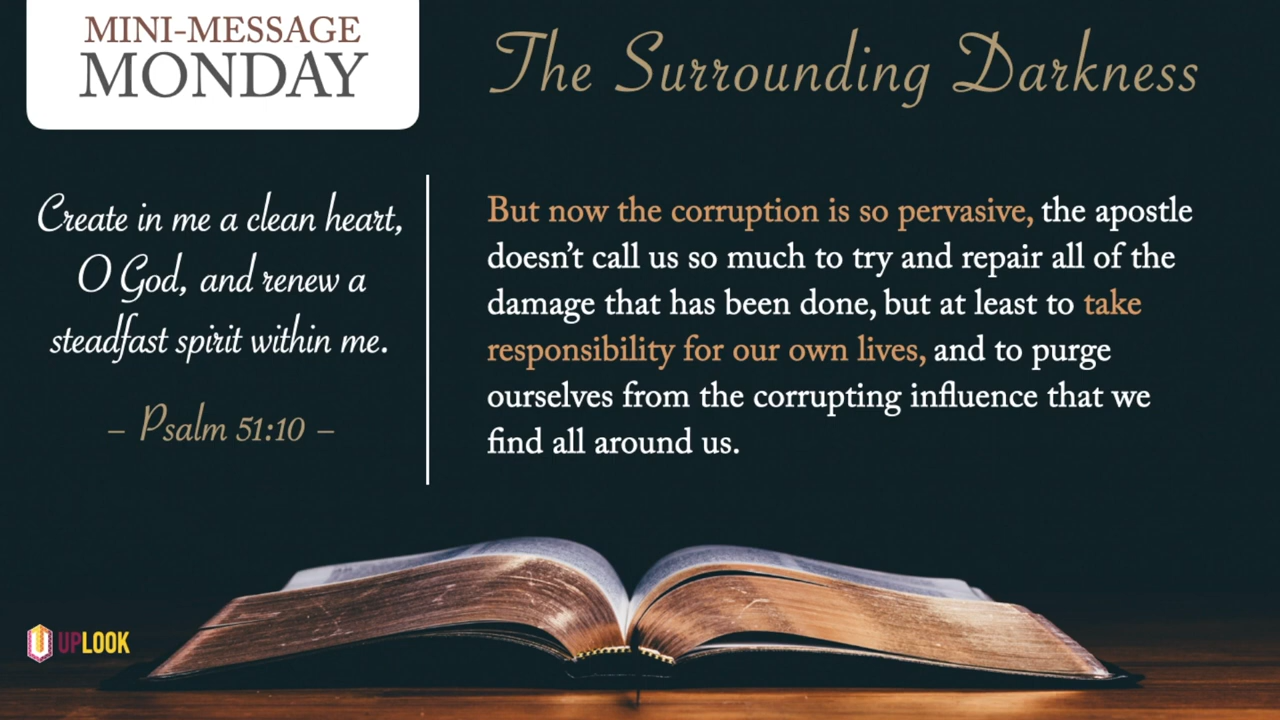 MINI-MESSAGE
MONDAY
The Surrounding Darkness
Create in me a clean heart,
O God, and renew a
steadfast spirit within me.
– Psalm 51:10 –
But now the corruption is so pervasive, the apostle
doesn’t call us so much to try and repair all of the
damage that has been done, but at least to take
responsibility for our own lives, and to purge
ourselves from the corrupting influence that we
find all around us.
UPLOOK